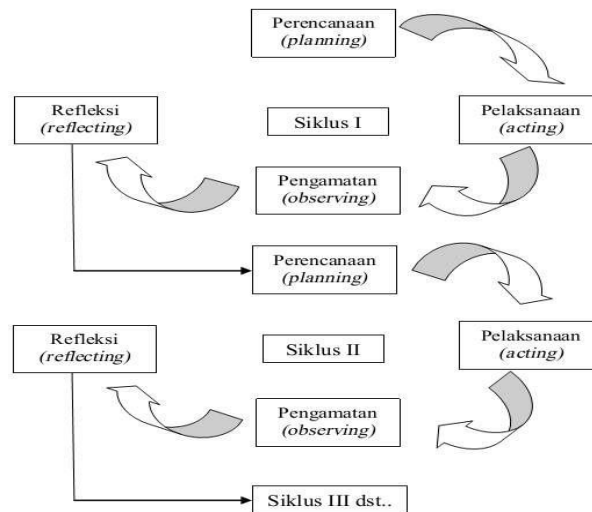 Perencanaan
(planning)
Refleksi
(reflecting)
Siklus I
Pelaksanaan
(acting)
Pengamatan
(observing)
Perencanaan
(planning)
Refleksi
(reflecting)
Siklus II
Pelaksanaan
(acting)
Pengamatan
(observing)
Siklus III dst..